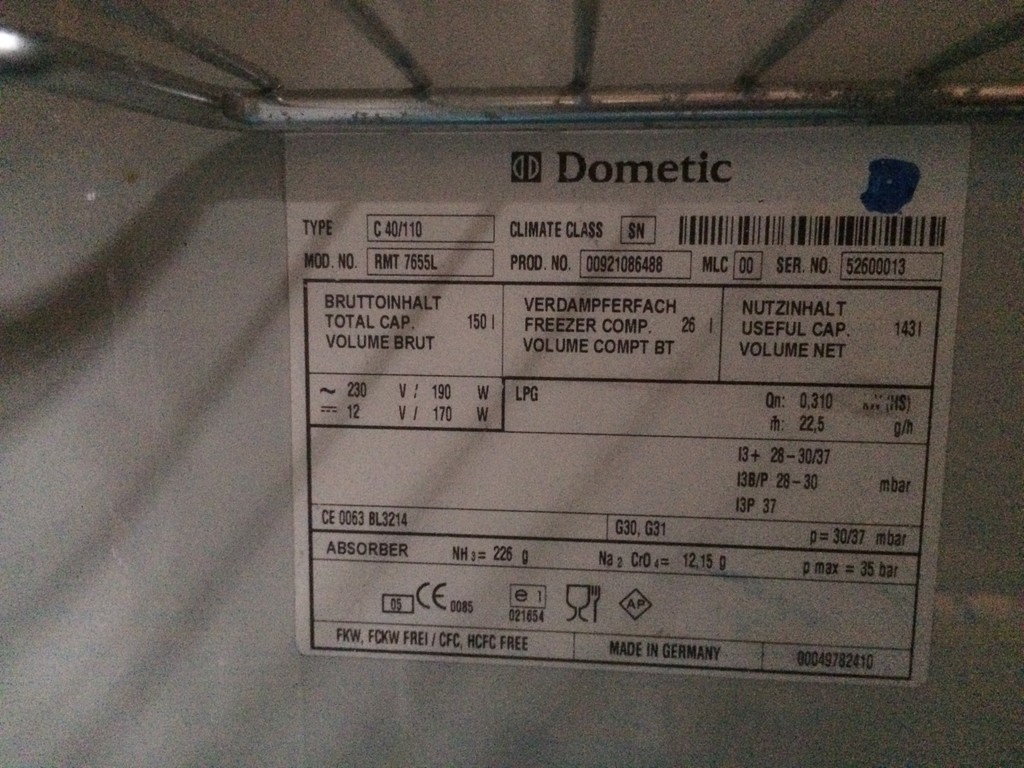 Dometic
TYPE C 40/110 CLIMATE CLASS SN
MOD. NO. RMT 7655L PROD. NO. 00921086488 MLC 00 SER. NO. 52600013
BRUTTOINHALT
TOTAL CAP. 150 l
VOLUME BRUT
VERDAMPFERFACH
FREEZER COMP. 26 l
VOLUME COMPT BT
NUTZINHALT
USEFUL CAP. 143 l
VOLUME NET
~ 230 V / 190 W
⎓ 12 V / 170 W
LPG
Qn: 0,310 kW (HS)
ṁ: 22,5 g/h
I3+ 28-30/37
I3B/P 28-30 mbar
I3P 37
CE 0063 BL3214
G30, G31 p= 30/37 mbar
ABSORBER NH3= 226 g Na2 CrO4= 12,15 g p max = 35 bar
05 CE 0085 e 1 AP
021654
FKW, FCKW FREI / CFC, HCFC FREE MADE IN GERMANY 00049782410